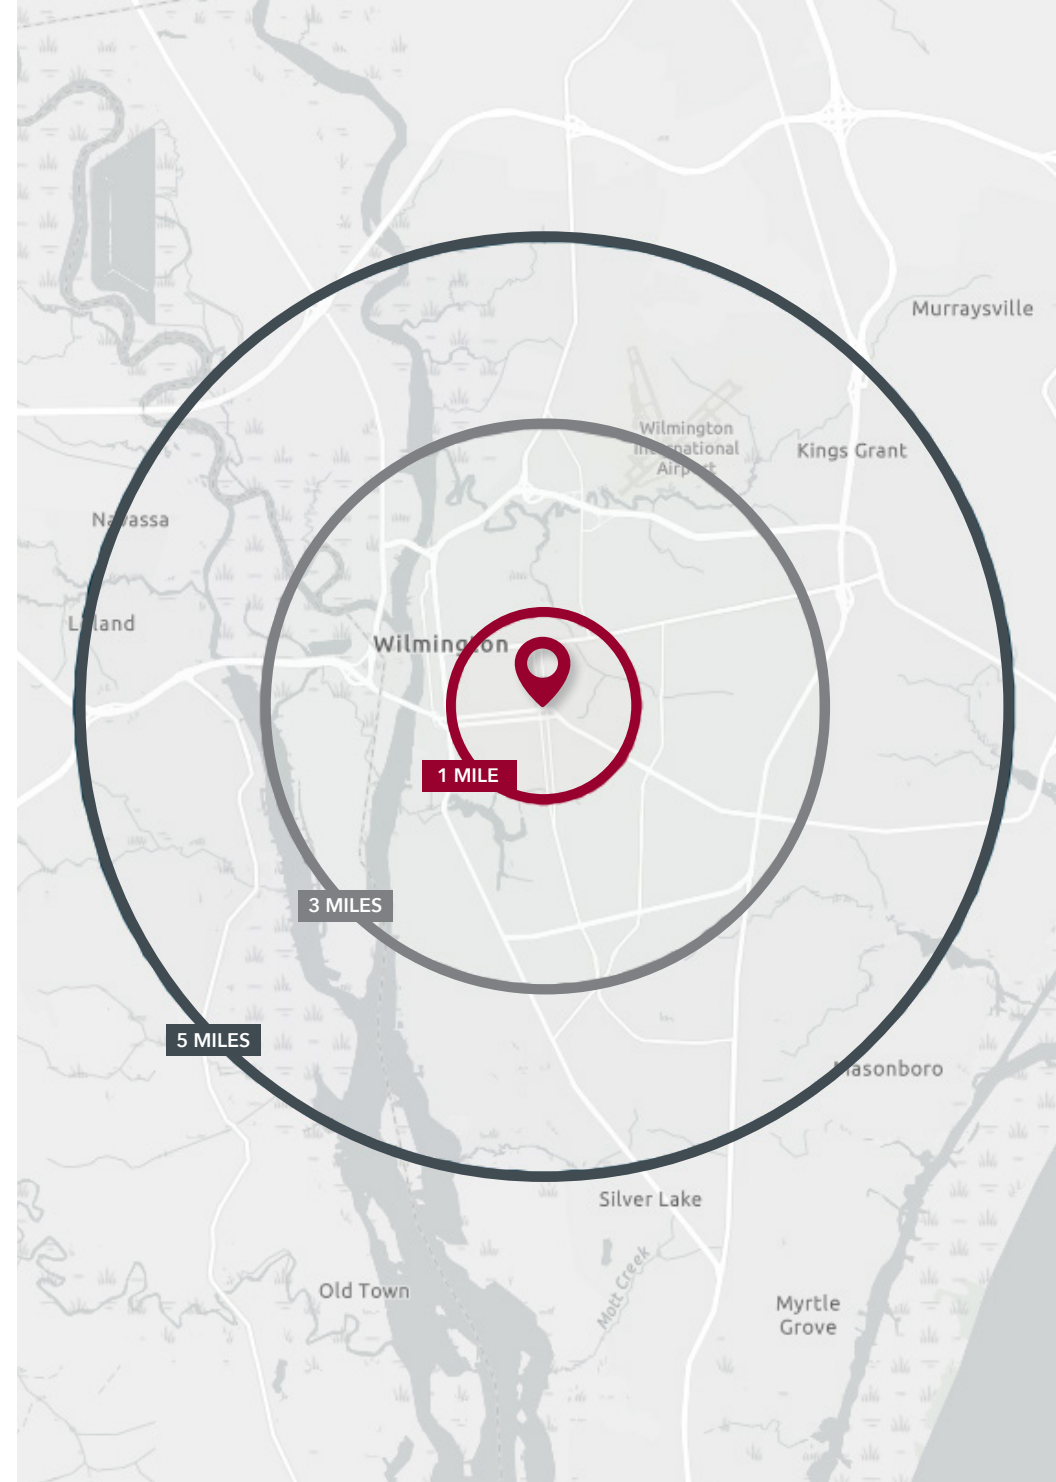 Murraysville
Wilmington
International
Airport
Kings Grant
Navassa
Leland
Wilmington
1 MILE
3 MILES
5 MILES
Masonboro
Silver Lake
Mott Creek
Old Town
Myrtle
Grove